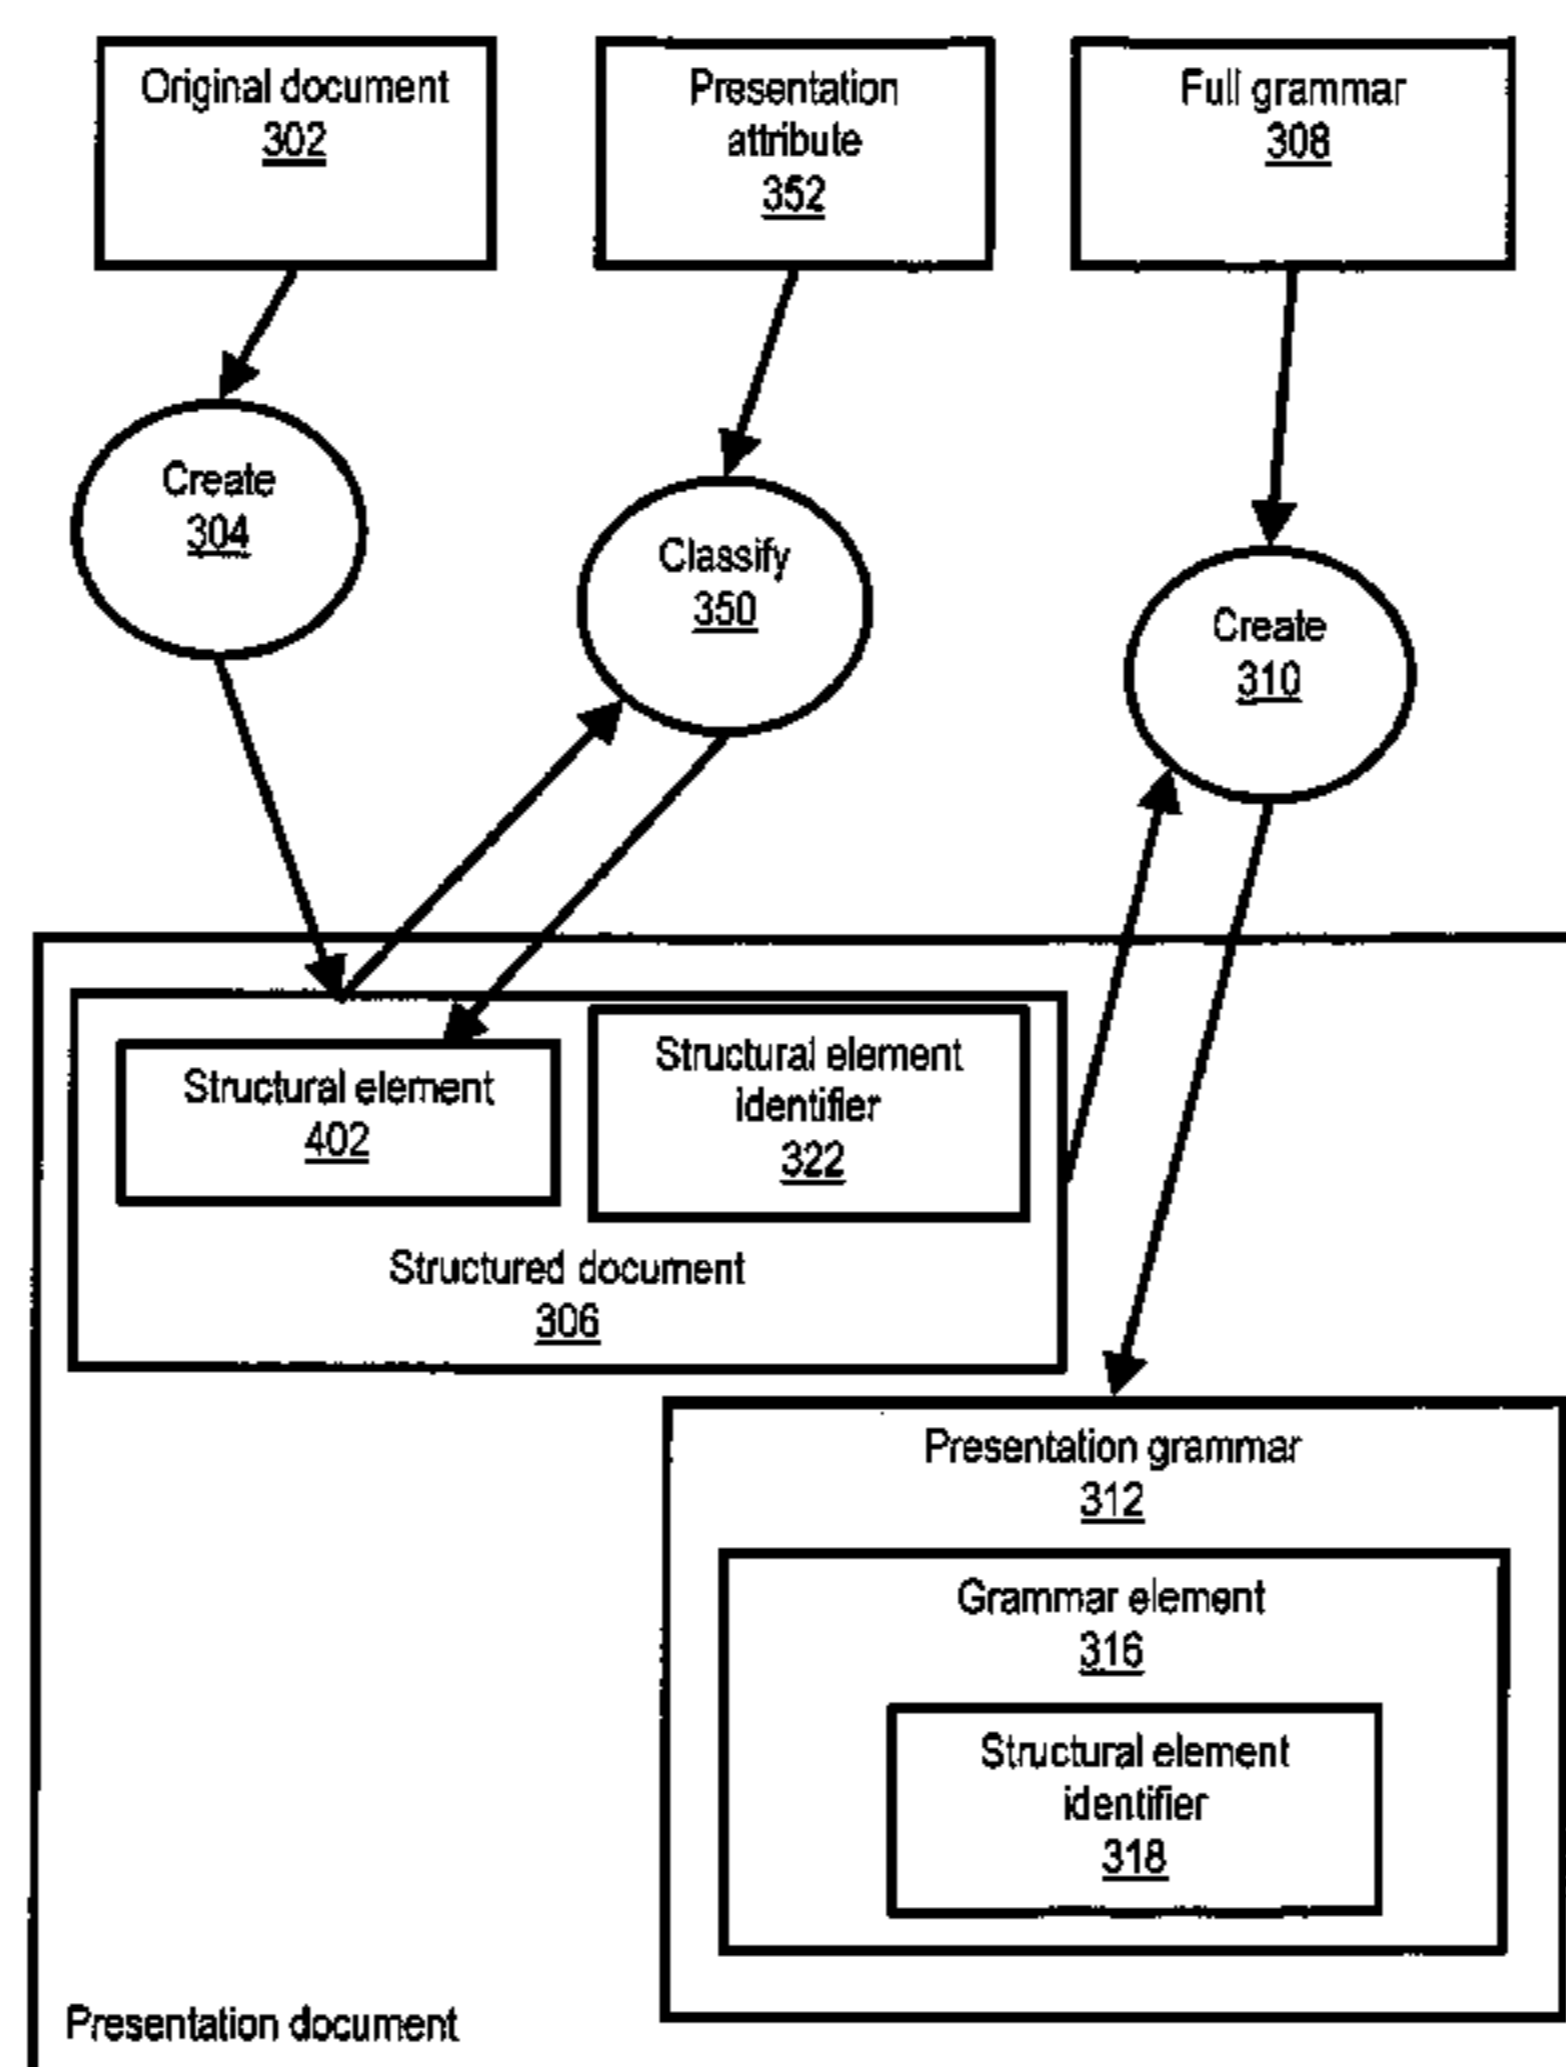 Original document
302
Presentation
attribute
352
Full grammar
308
Create
304
Classify
350
Create
310
Structural element
402
Structural element
identifier
322
Structured document
306
Presentation grammar
312
Grammar element
316
Structural element
identifier
318
Presentation document